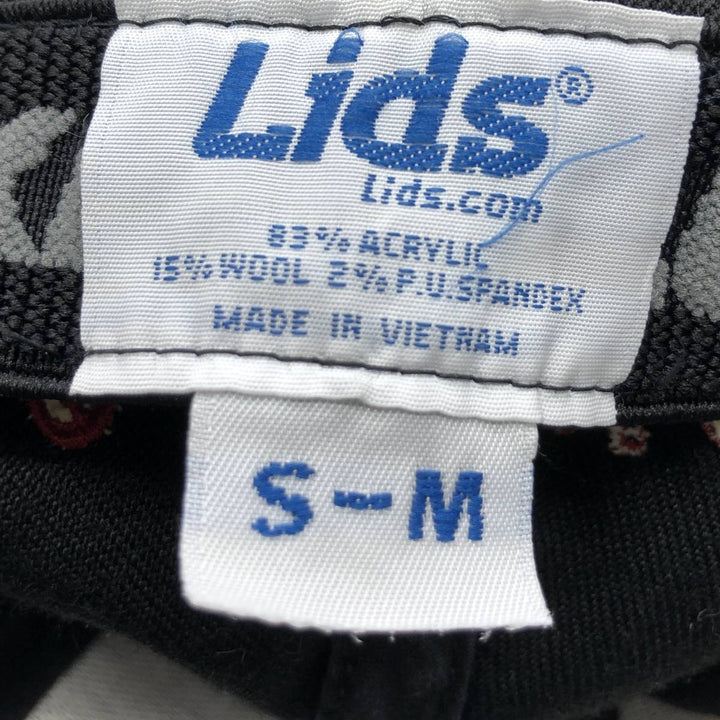 Lids®
Lids.com
83% ACRYLIC
15% WOOL 2% P.U.SPANDEX
MADE IN VIETNAM
S-M